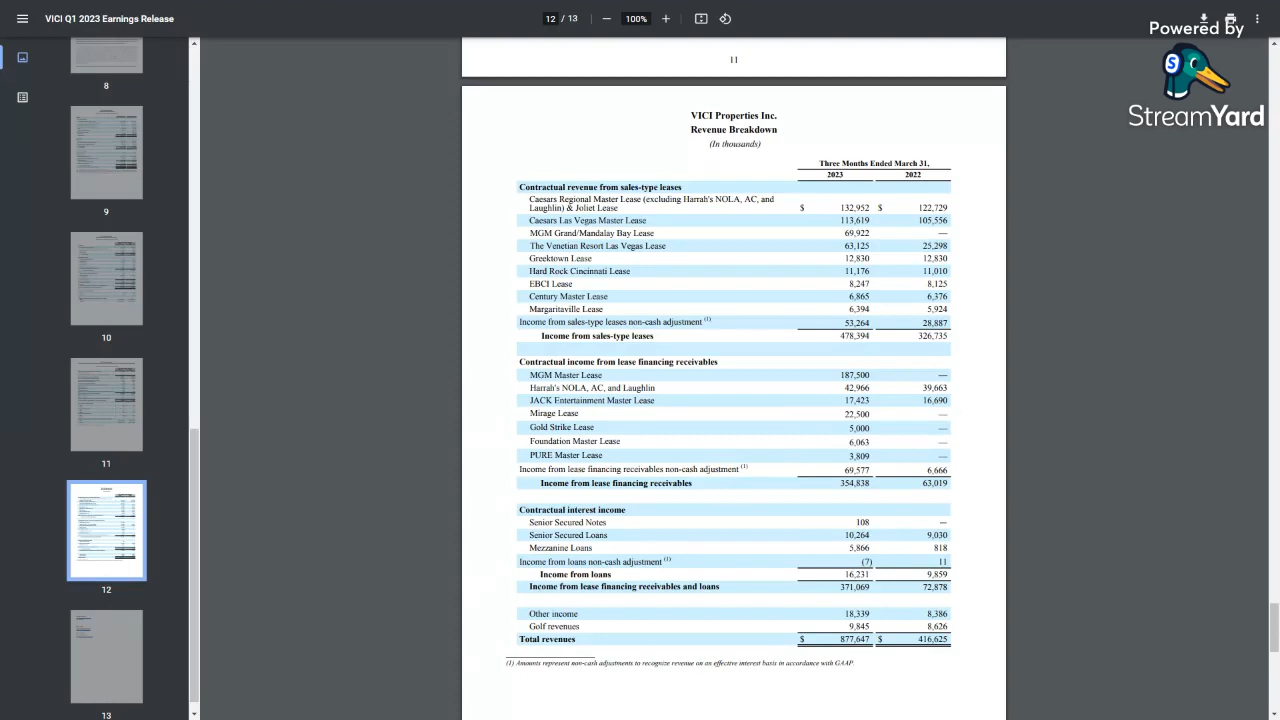 VICI Q1 2023 Earnings Release
12 / 13
100%
Powered by
S
StreamYard
8
9
10
11
12
13
11
VICI Properties Inc.
Revenue Breakdown
(In thousands)
Three Months Ended March 31,
2023 2022
Contractual revenue from sales-type leases
Caesars Regional Master Lease (excluding Harrah's NOLA, AC, and
Laughlin) & Joliet Lease $ 132,952 $ 122,729
Caesars Las Vegas Master Lease 113,619 105,556
MGM Grand/Mandalay Bay Lease 69,922 —
The Venetian Resort Las Vegas Lease 63,125 25,298
Greektown Lease 12,830 12,830
Hard Rock Cincinnati Lease 11,176 11,010
EBCI Lease 8,247 8,125
Century Master Lease 6,865 6,376
Margaritaville Lease 6,394 5,924
Income from sales-type leases non-cash adjustment (1) 53,264 28,887
Income from sales-type leases 478,394 326,735
Contractual income from lease financing receivables
MGM Master Lease 187,500 —
Harrah's NOLA, AC, and Laughlin 42,966 39,663
JACK Entertainment Master Lease 17,423 16,690
Mirage Lease 22,500 —
Gold Strike Lease 5,000 —
Foundation Master Lease 6,063 —
PURE Master Lease 3,809 —
Income from lease financing receivables non-cash adjustment (1) 69,577 6,666
Income from lease financing receivables 354,838 63,019
Contractual interest income
Senior Secured Notes 108 —
Senior Secured Loans 10,264 9,030
Mezzanine Loans 5,866 818
Income from loans non-cash adjustment (1) (7) 11
Income from loans 16,231 9,859
Income from lease financing receivables and loans 371,069 72,878
Other income 18,339 8,386
Golf revenues 9,845 8,626
Total revenues $ 877,647 $ 416,625
(1) Amounts represent non-cash adjustments to recognize revenue on an effective interest basis in accordance with GAAP.